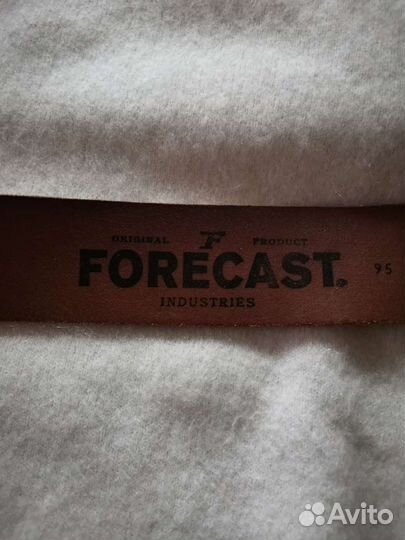 ORIGINAL F PRODUCT
FORECAST.
95
INDUSTRIES
Avito